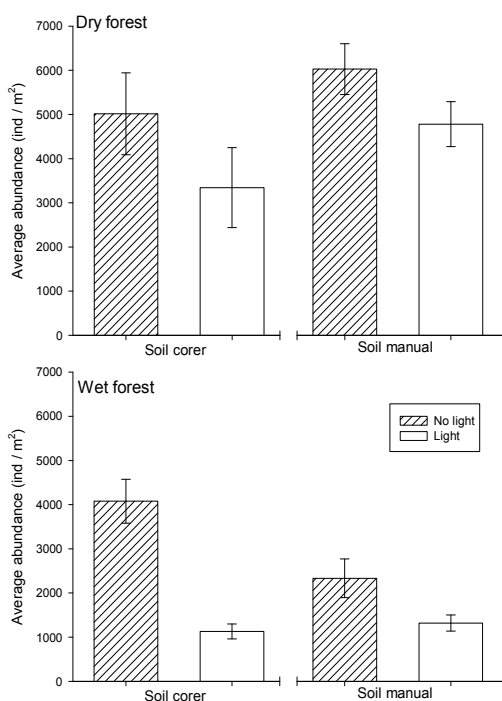 Dry forest
7000
6000
5000
4000
3000
2000
1000
0
Average abundance (ind / m²)
Soil corer
Soil manual
Wet forest
7000
6000
5000
4000
3000
2000
1000
0
Average abundance (ind / m²)
No light
Light
Soil corer
Soil manual